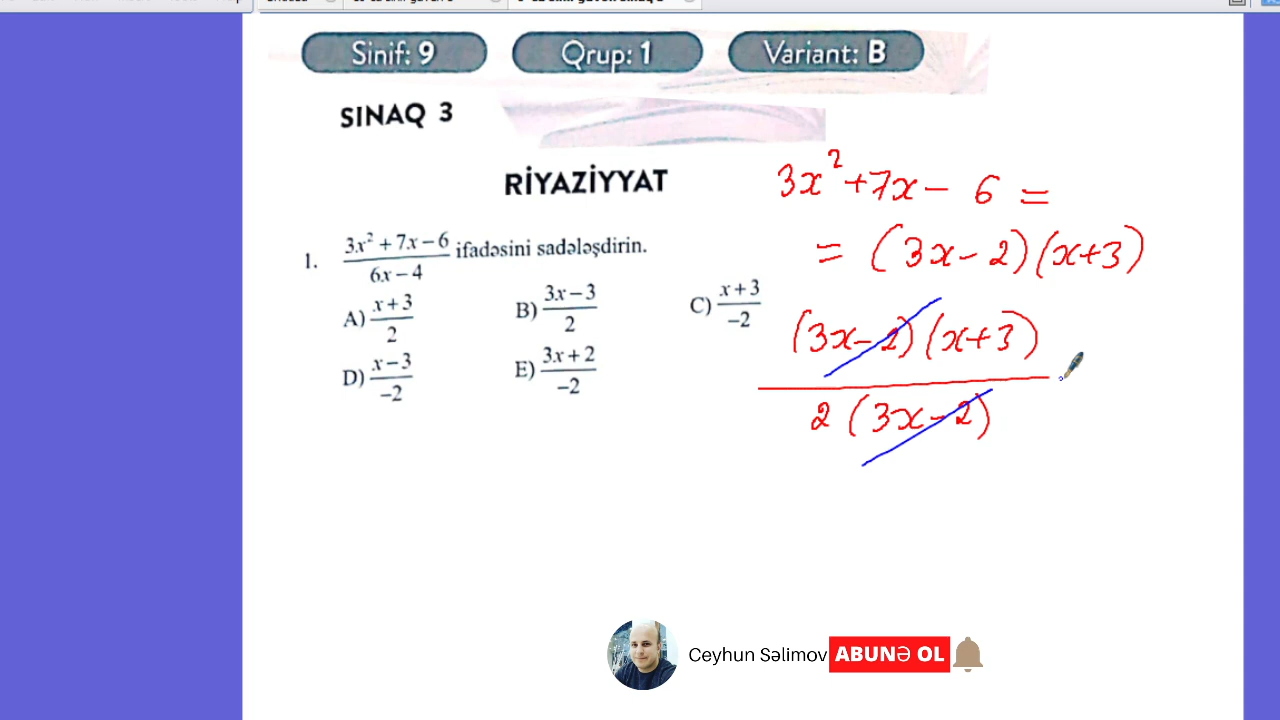 Sinif: 9 Qrup: 1 Variant: B
SINAQ 3
RİYAZİYYAT
1. (3x² + 7x − 6)/(6x − 4) ifadəsini sadələşdirin.
A) (x + 3)/2 B) (3x − 3)/2 C) (x + 3)/−2
D) (x − 3)/−2 E) (3x + 2)/−2
3x² + 7x − 6 =
= (3x − 2)(x + 3)
(3x − 2)(x + 3)
2(3x − 2)
Ceyhun Səlimov ABUNƏ OL